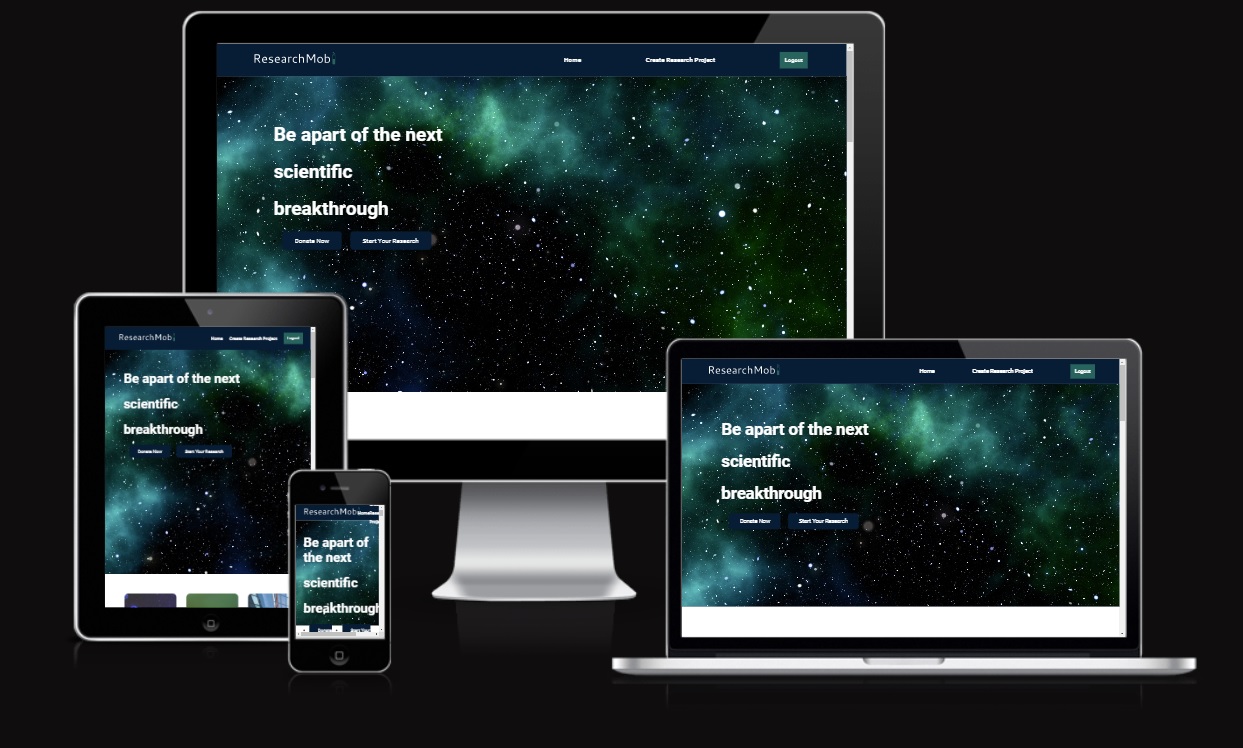 ResearchMob
Home
Create Research Project
Logout
Be apart of the next
scientific
breakthrough
Donate Now
Start Your Research
ResearchMob
Home
Create Research Project
Logout
Be apart of the next
scientific
breakthrough
Donate Now
Start Your Research
ResearchMob
Be apart of
the next
scientific
breakthrough
ResearchMob
Home
Create Research Project
Logout
Be apart of the next
scientific
breakthrough
Donate Now
Start Your Research